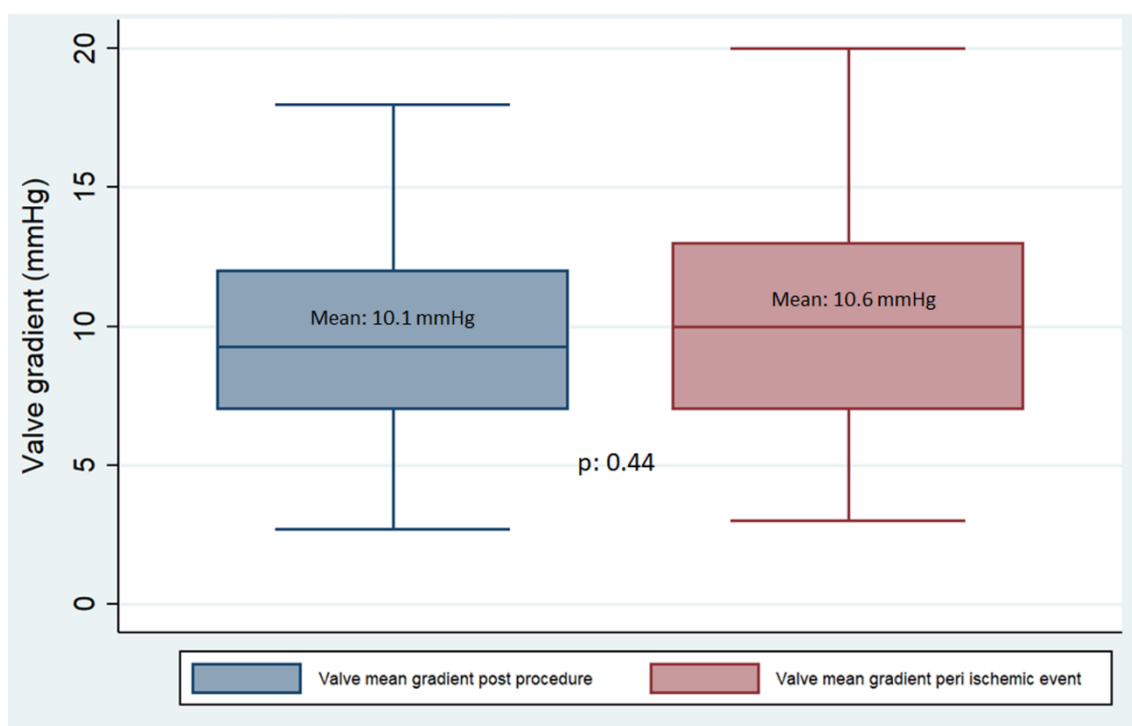 Valve gradient (mmHg)
20
15
10
5
0
Mean: 10.1 mmHg
Mean: 10.6 mmHg
p: 0.44
Valve mean gradient post procedure
Valve mean gradient peri ischemic event